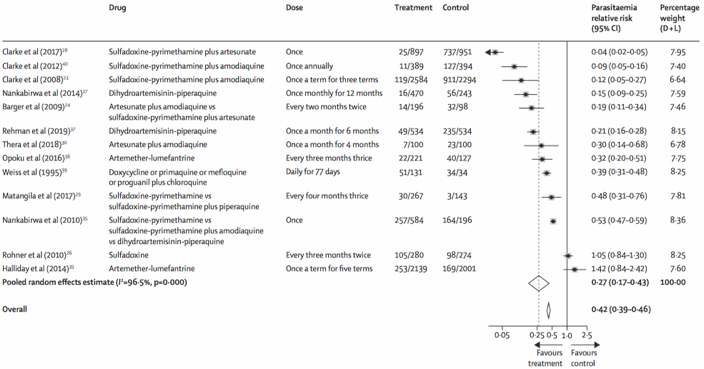 Drug Dose Treatment Control Parasitaemia relative risk (95% CI) Percentage weight (D+L)
Clarke et al (2017)²⁸ Sulfadoxine-pyrimethamine plus artesunate Once 25/897 737/951 0·04 (0·02–0·05) 7·95
Clarke et al (2012)⁴⁰ Sulfadoxine-pyrimethamine plus amodiaquine Once annually 11/389 127/394 0·09 (0·05–0·16) 7·40
Clarke et al (2008)²³ Sulfadoxine-pyrimethamine plus amodiaquine Once a term for three terms 119/2584 911/2294 0·12 (0·05–0·27) 6·64
Nankabirwa et al (2014)²⁷ Dihydroartemisinin-piperaquine Once monthly for 12 months 16/470 56/243 0·15 (0·09–0·25) 7·59
Barger et al (2009)²⁴ Artesunate plus amodiaquine vs Every two months twice 14/196 32/98 0·19 (0·11–0·34) 7·46
sulfadoxine-pyrimethamine plus artesunate
Rehman et al (2019)³⁷ Dihydroartemisinin-piperaquine Once a month for 6 months 49/534 235/534 0·21 (0·16–0·28) 8·15
Thera et al (2018)³⁰ Artesunate plus amodiaquine Once a month for 4 months 7/100 23/100 0·30 (0·14–0·68) 6·78
Opoku et al (2016)³⁸ Artemether-lumefantrine Every three months thrice 22/221 40/127 0·32 (0·20–0·51) 7·75
Weiss et al (1995)³⁹ Doxycycline or primaquine or mefloquine Daily for 77 days 51/131 34/34 0·39 (0·31–0·48) 8·25
or proguanil plus chloroquine
Matangila et al (2017)²⁹ Sulfadoxine-pyrimethamine vs Every four months thrice 30/267 3/143 0·48 (0·31–0·76) 7·81
sulfadoxine-pyrimethamine plus piperaquine
Nankabirwa et al (2010)³⁵ Sulfadoxine-pyrimethamine vs Once 257/584 164/196 0·53 (0·47–0·59) 8·36
sulfadoxine-pyrimethamine plus amodiaquine
vs dihydroartemisinin-piperaquine
Rohner et al (2010)²⁶ Sulfadoxine Every three months twice 105/280 98/274 1·05 (0·84–1·30) 8·25
Halliday et al (2014)²⁵ Artemether-lumefantrine Once a term for five terms 253/2139 169/2001 1·42 (0·84–2·42) 7·60
Pooled random effects estimate (I²=96·5%, p=0·000) 0·27 (0·17–0·43) 100·00
Overall 0·42 (0·39–0·46)
0·05 0·25 0·5 1·0 2·5
Favours treatment Favours control